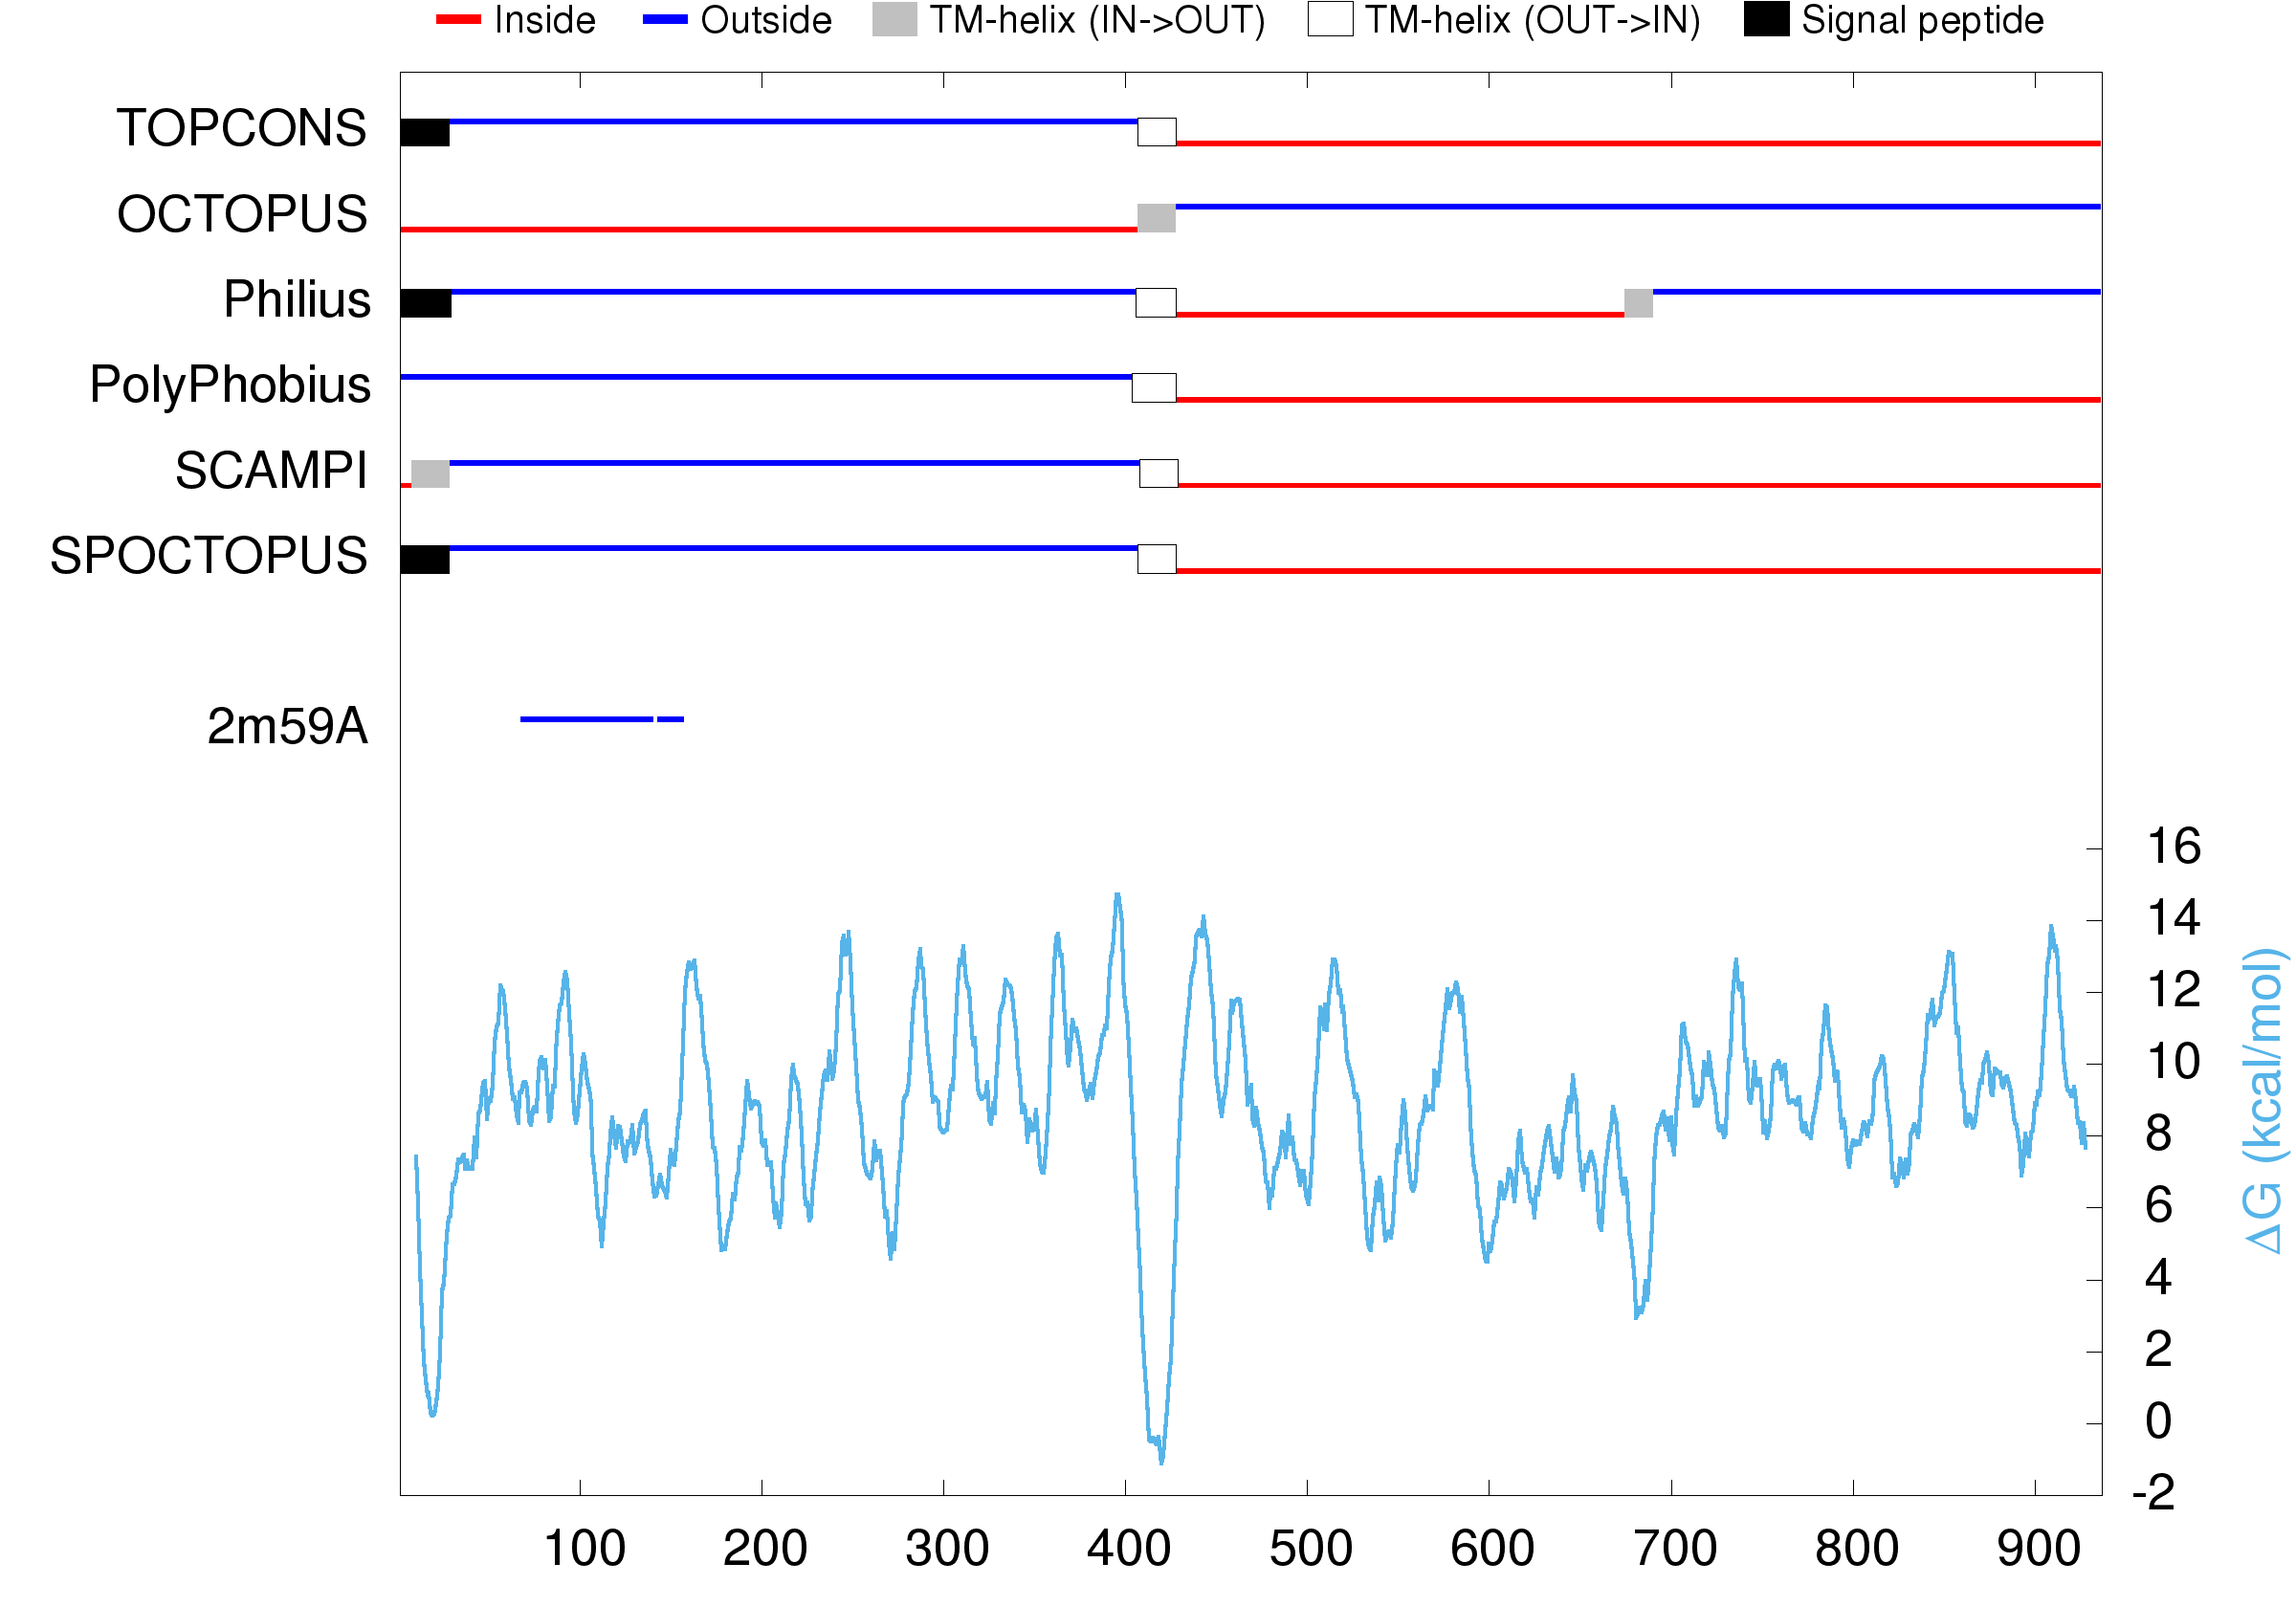 Inside Outside TM-helix (IN->OUT) TM-helix (OUT->IN) Signal peptide
TOPCONS
OCTOPUS
Philius
PolyPhobius
SCAMPI
SPOCTOPUS
2m59A
16
14
12
10
8
6
4
2
0
-2
ΔG (kcal/mol)
100 200 300 400 500 600 700 800 900